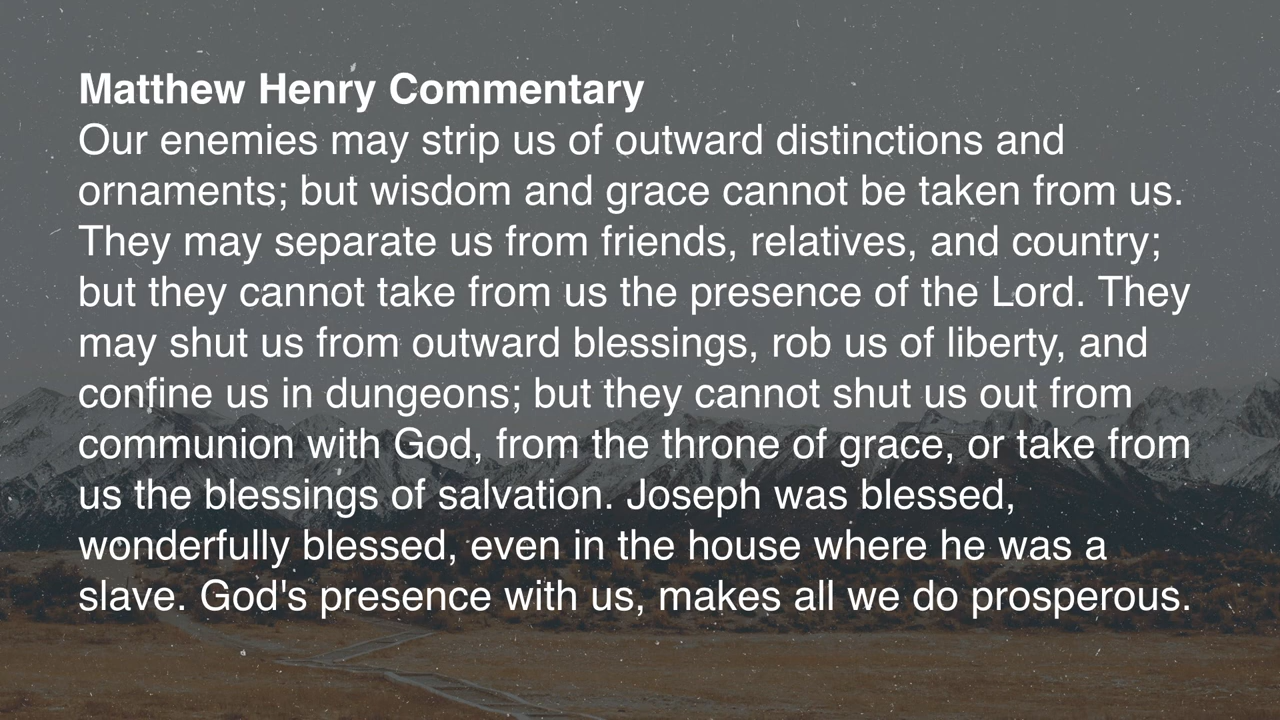 Matthew Henry Commentary
Our enemies may strip us of outward distinctions and
ornaments; but wisdom and grace cannot be taken from us.
They may separate us from friends, relatives, and country;
but they cannot take from us the presence of the Lord. They
may shut us from outward blessings, rob us of liberty, and
confine us in dungeons; but they cannot shut us out from
communion with God, from the throne of grace, or take from
us the blessings of salvation. Joseph was blessed,
wonderfully blessed, even in the house where he was a
slave. God's presence with us, makes all we do prosperous.